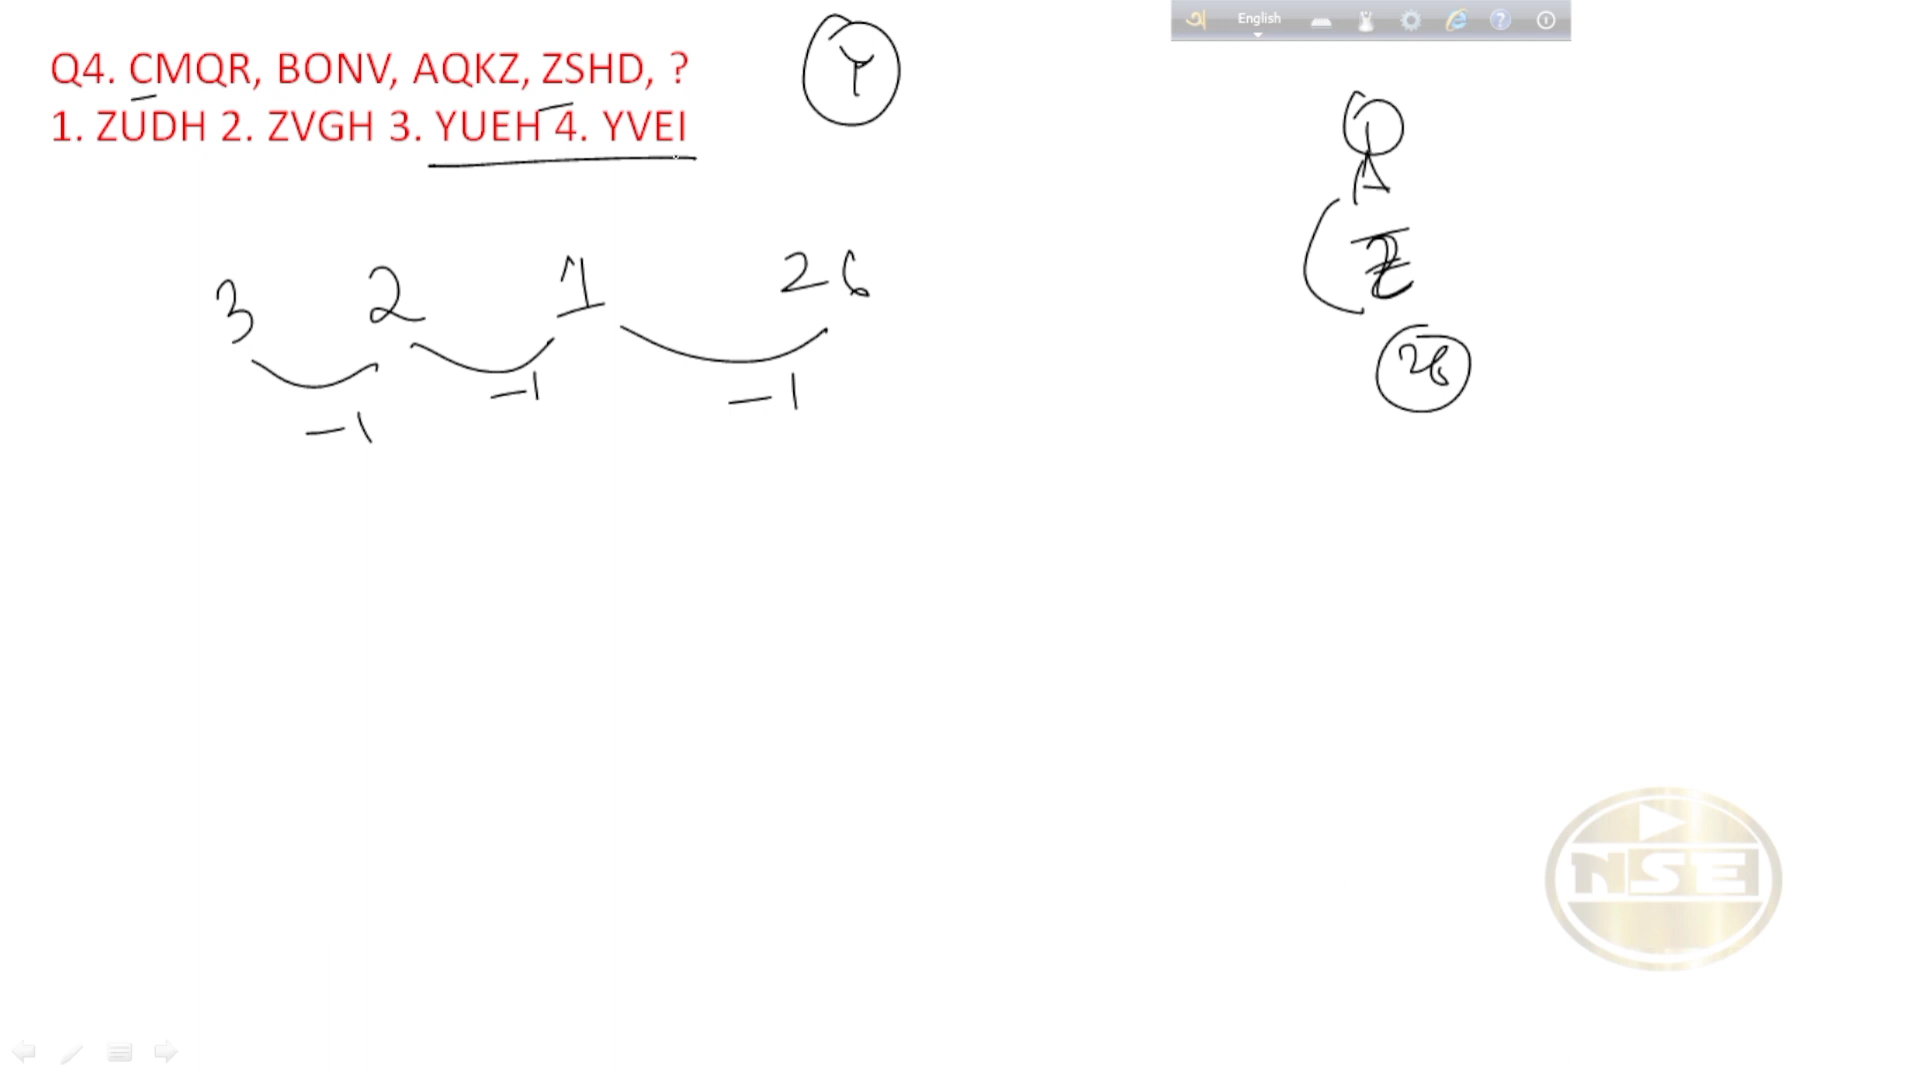 English
Q4. CMQR, BONV, AQKZ, ZSHD, ?
1. ZUDH 2. ZVGH 3. YUEH 4. YVEI
Y
1
A
Z
26
3 2 1 26
-1 -1 -1
NSE